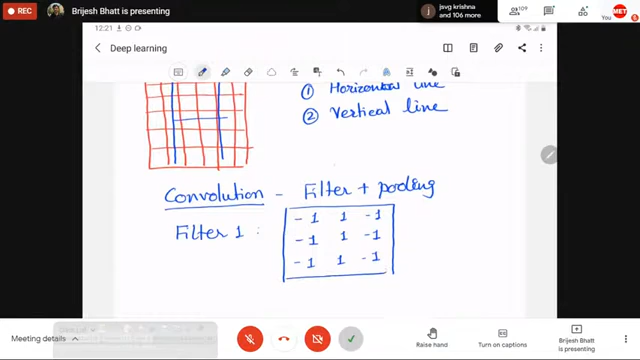 REC
Brijesh Bhatt is presenting
jsvg krishna
and 106 more
109
You
MET
12.21
Deep learning
① Horizontal line
② Vertical line
Convolution - Filter + pooling
Filter 1 :
-1 1 -1
-1 1 -1
-1 1 -1
Meeting details
Raise hand
Turn on captions
Brijesh Bhatt
is presenting